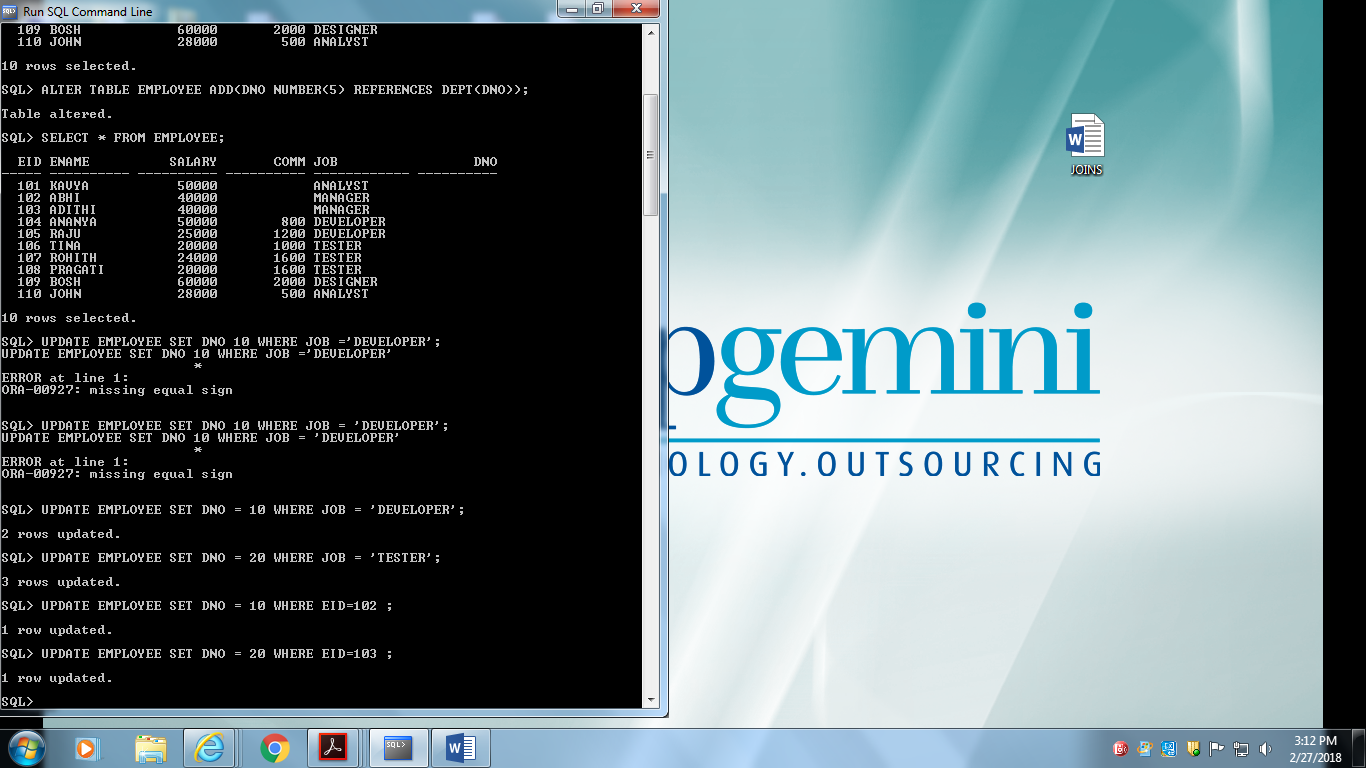 Run SQL Command Line
109 BOSH 60000 2000 DESIGNER
110 JOHN 28000 500 ANALYST
10 rows selected.
SQL> ALTER TABLE EMPLOYEE ADD(DNO NUMBER(5) REFERENCES DEPT(DNO));
Table altered.
SQL> SELECT * FROM EMPLOYEE;
EID ENAME SALARY COMM JOB DNO
----- ---------- ---------- ---------- ------------ ----------
101 KAVYA 50000 ANALYST
102 ABHI 40000 MANAGER
103 ADITHI 40000 MANAGER
104 ANANYA 50000 800 DEVELOPER
105 RAJU 25000 1200 DEVELOPER
106 TINA 20000 1000 TESTER
107 ROHITH 24000 1600 TESTER
108 PRAGATI 20000 1600 TESTER
109 BOSH 60000 2000 DESIGNER
110 JOHN 28000 500 ANALYST
10 rows selected.
SQL> UPDATE EMPLOYEE SET DNO 10 WHERE JOB ='DEVELOPER';
UPDATE EMPLOYEE SET DNO 10 WHERE JOB ='DEVELOPER'
*
ERROR at line 1:
ORA-00927: missing equal sign
SQL> UPDATE EMPLOYEE SET DNO 10 WHERE JOB = 'DEVELOPER';
UPDATE EMPLOYEE SET DNO 10 WHERE JOB = 'DEVELOPER'
*
ERROR at line 1:
ORA-00927: missing equal sign
SQL> UPDATE EMPLOYEE SET DNO = 10 WHERE JOB = 'DEVELOPER';
2 rows updated.
SQL> UPDATE EMPLOYEE SET DNO = 20 WHERE JOB = 'TESTER';
3 rows updated.
SQL> UPDATE EMPLOYEE SET DNO = 10 WHERE EID=102 ;
1 row updated.
SQL> UPDATE EMPLOYEE SET DNO = 20 WHERE EID=103 ;
1 row updated.
SQL>
JOINS
pgemini
OLOGY.OUTSOURCING
3:12 PM
2/27/2018